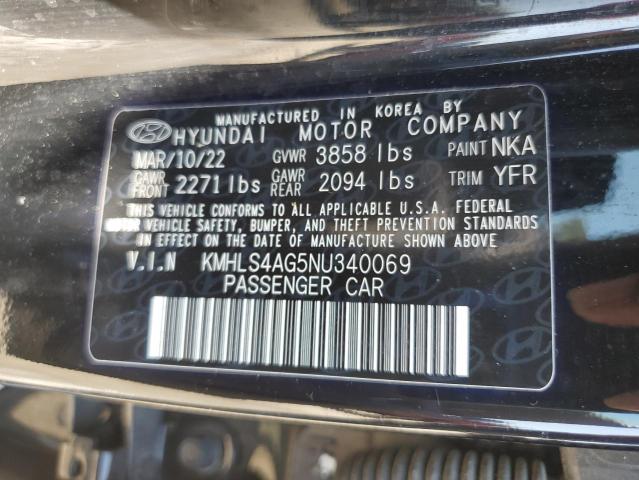 MANUFACTURED IN KOREA BY
HYUNDAI MOTOR COMPANY
MAR/10/22 GVWR 3858 lbs PAINT NKA
GAWR FRONT 2271 lbs GAWR REAR 2094 lbs TRIM YFR
THIS VEHICLE CONFORMS TO ALL APPLICABLE U.S.A. FEDERAL
MOTOR VEHICLE SAFETY, BUMPER, AND THEFT PREVENTION STANDARDS
IN EFFECT ON THE DATE OF MANUFACTURE SHOWN ABOVE
V.I.N KMHLS4AG5NU340069
PASSENGER CAR